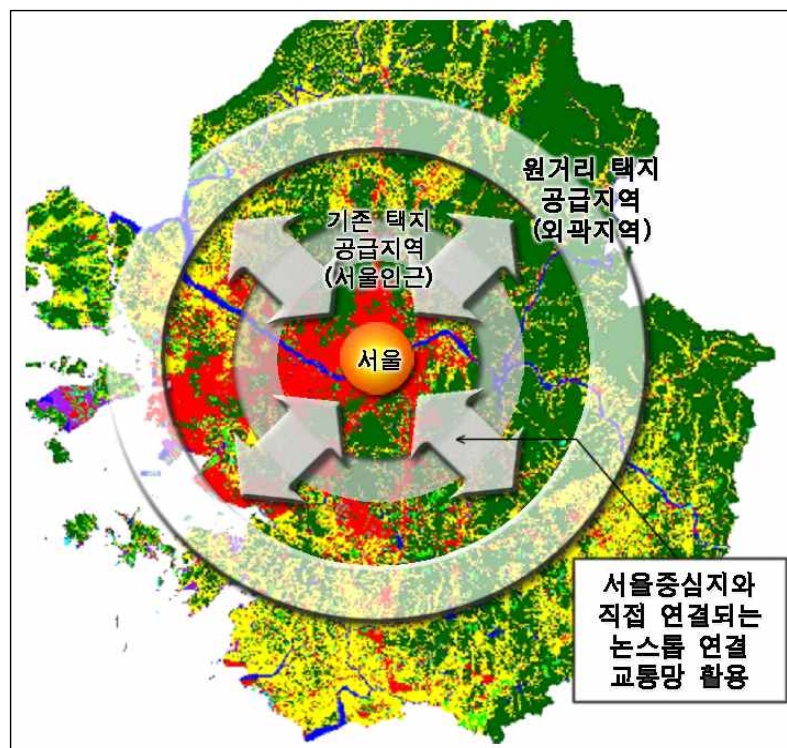 원거리 택지
공급지역
(외곽지역)
기존 택지
공급지역
(서울인근)
서울
서울중심지와
직접 연결되는
논스톱 연결
교통망 활용